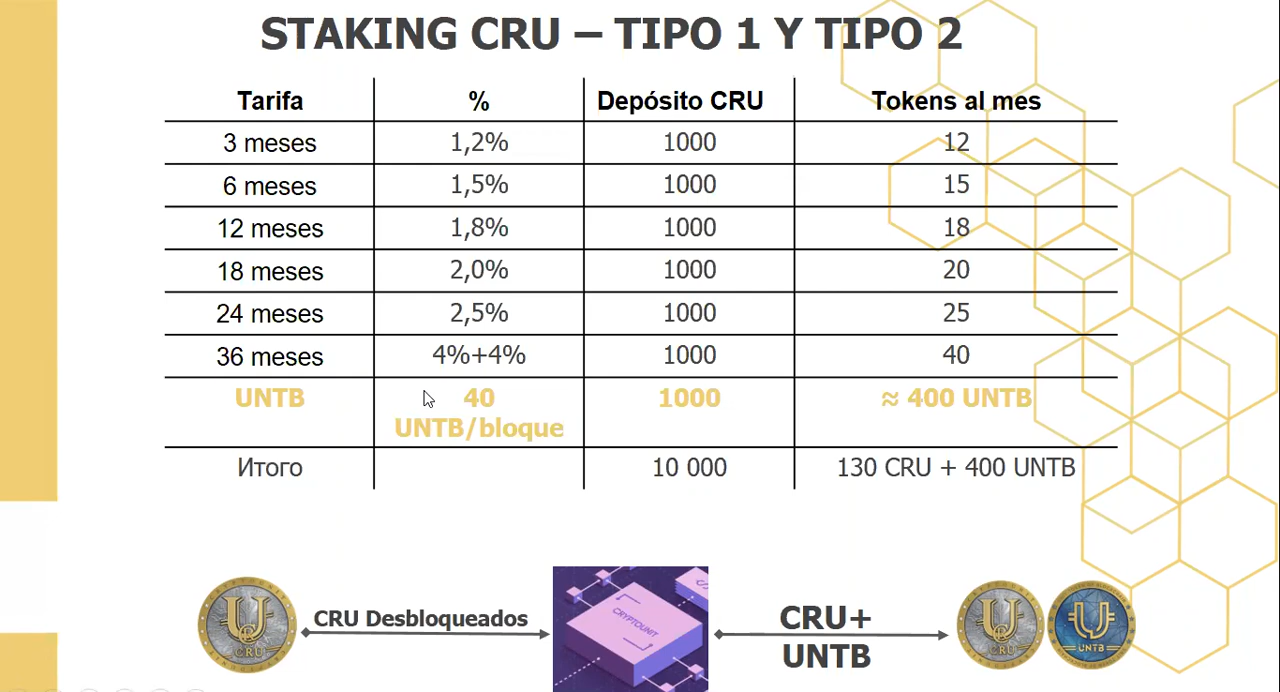 STAKING CRU – TIPO 1 Y TIPO 2
Tarifa % Depósito CRU Tokens al mes
3 meses 1,2% 1000 12
6 meses 1,5% 1000 15
12 meses 1,8% 1000 18
18 meses 2,0% 1000 20
24 meses 2,5% 1000 25
36 meses 4%+4% 1000 40
UNTB 40 1000 ≈ 400 UNTB
UNTB/bloque
Итого 10 000 130 CRU + 400 UNTB
CRU Desbloqueados
CRYPTOUNIT
CRU+
UNTB
CRU
CRU
UNTB